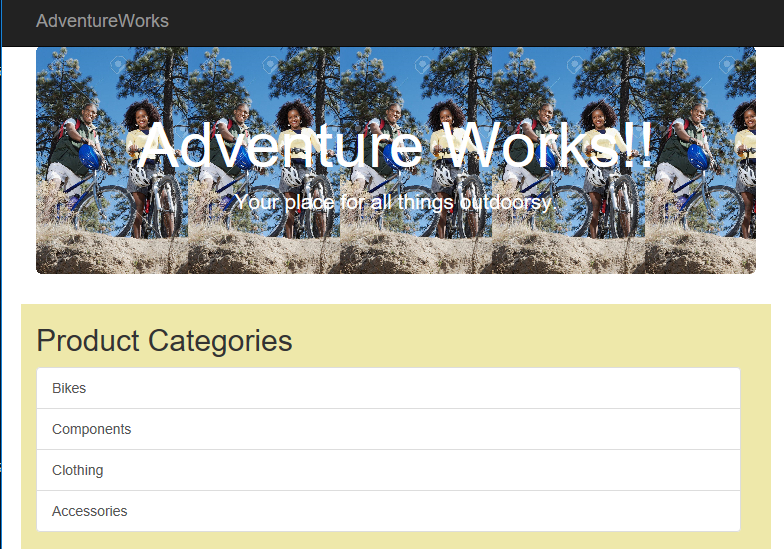 AdventureWorks
Adventure Works!!
Your place for all things outdoorsy.
Product Categories
Bikes
Components
Clothing
Accessories